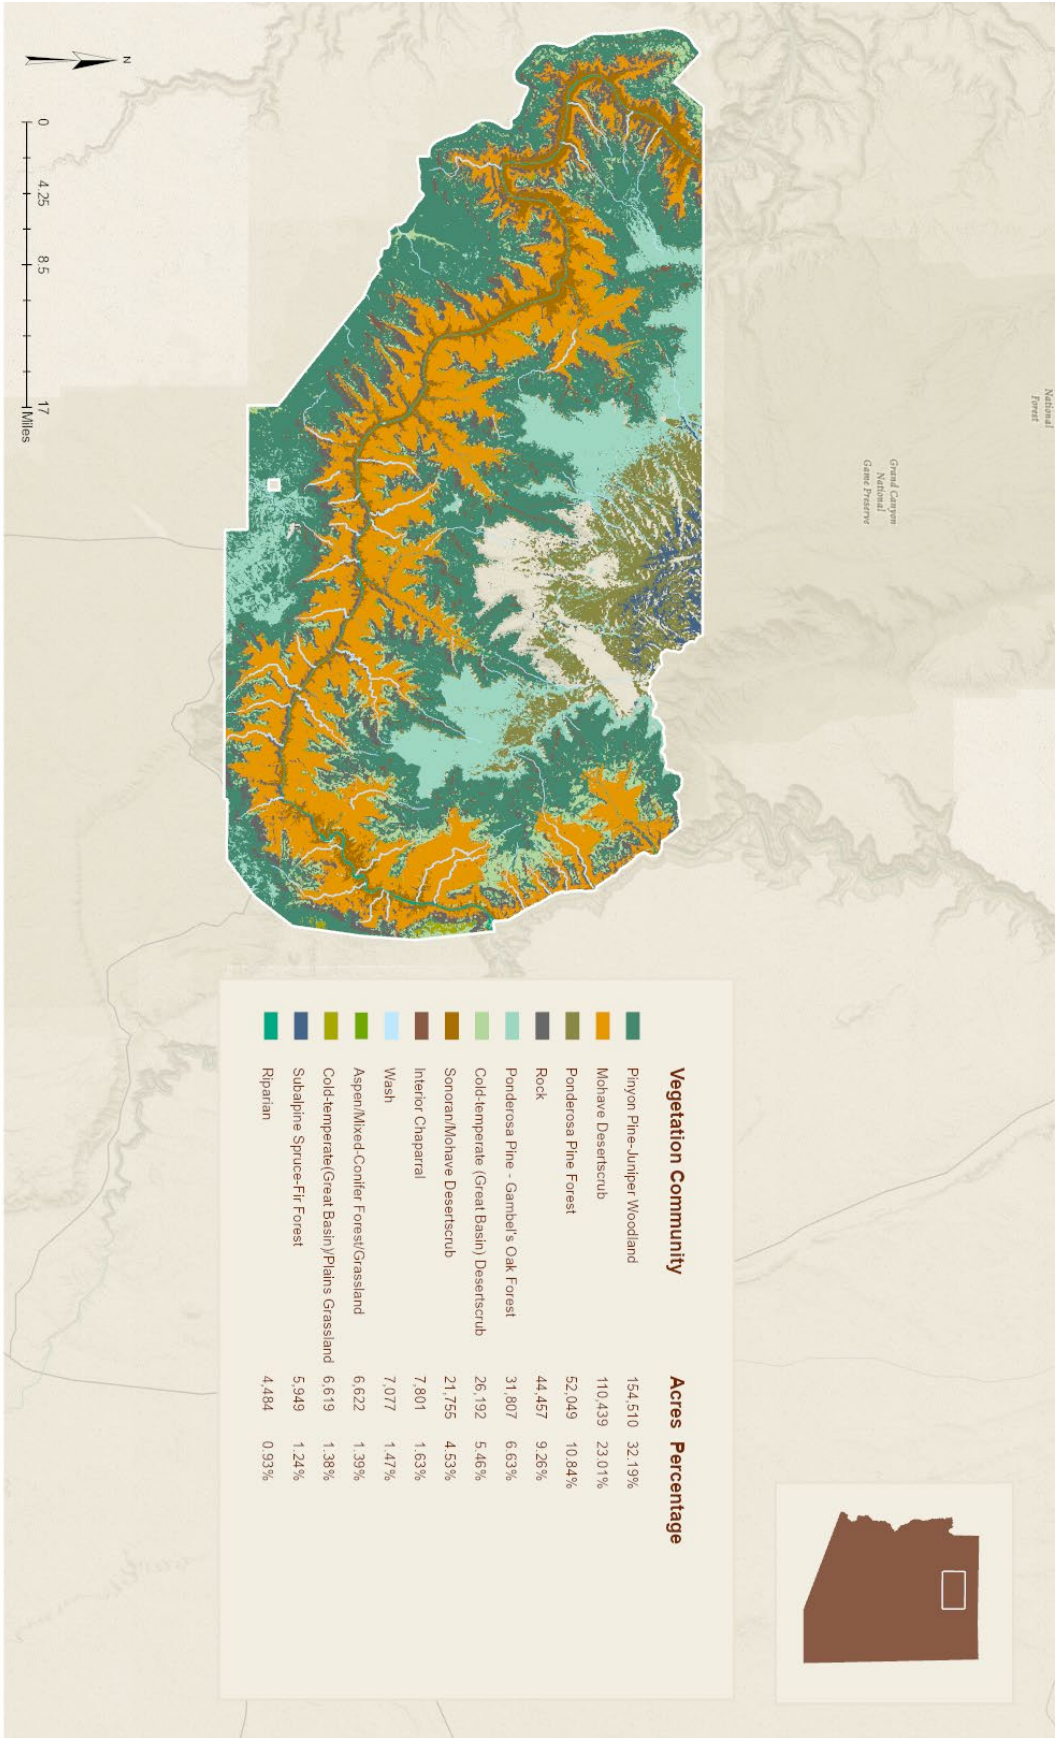 National
Forest
Grand Canyon
National
Game Preserve
N
0 4.25 8.5 17
Miles
Vegetation Community Acres Percentage
Pinyon Pine-Juniper Woodland 154,510 32.19%
Mohave Desertscrub 110,439 23.01%
Ponderosa Pine Forest 52,049 10.84%
Rock 44,457 9.26%
Ponderosa Pine - Gambel's Oak Forest 31,807 6.63%
Cold-temperate (Great Basin) Desertscrub 26,192 5.46%
Sonoran/Mohave Desertscrub 21,755 4.53%
Interior Chaparral 7,801 1.63%
Wash 7,077 1.47%
Aspen/Mixed-Conifer Forest/Grassland 6,622 1.39%
Cold-temperate(Great Basin)/Plains Grassland 6,619 1.38%
Subalpine Spruce-Fir Forest 5,949 1.24%
Riparian 4,484 0.93%